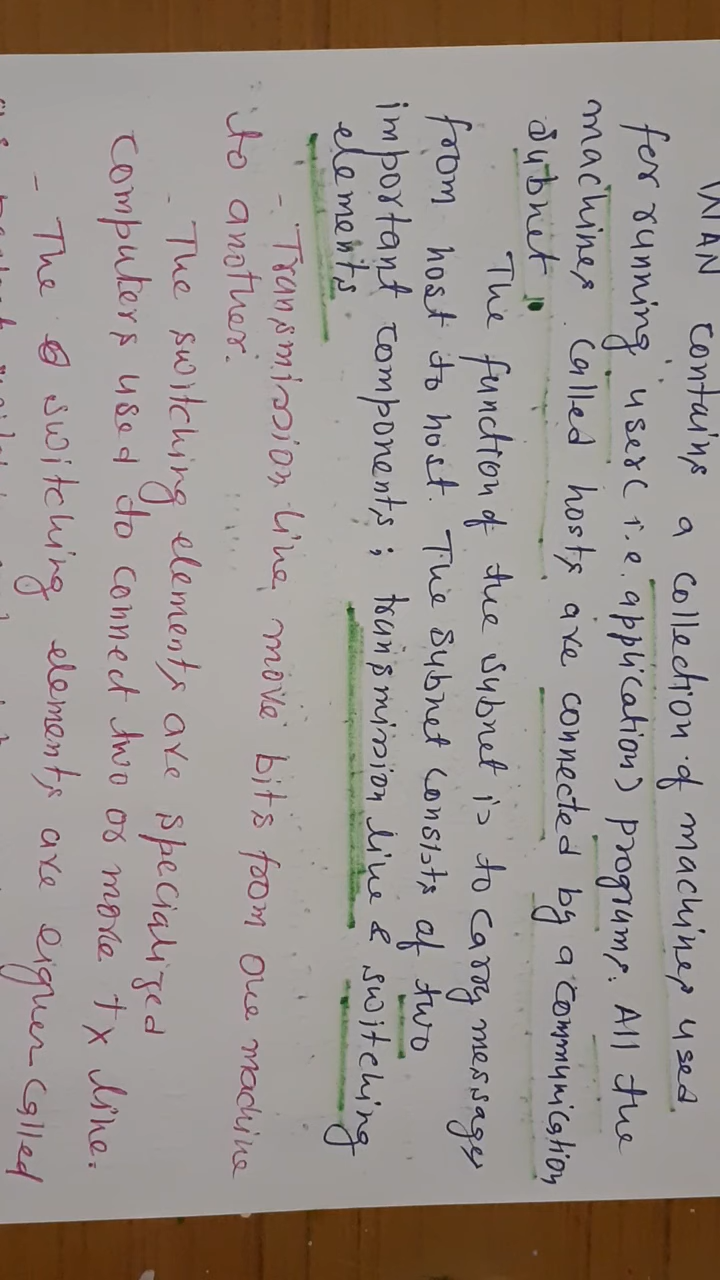 WAN contains a collection of machines used
for running user (i.e. application) programs. All the
machines called hosts are connected by a communication
subnet.
The function of the subnet is to carry messages
from host to host. The subnet consists of two
important components; transmission line & switching
elements
- Transmission line move bits from one machine
to another.
- The switching elements are specialized
computers used to connect two or more tx line.
- The switching elements are eigher called